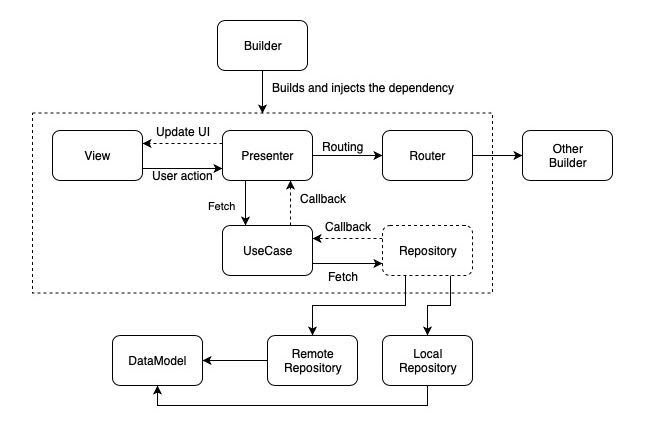 Builder
Builds and injects the dependency
Update UI
View
Presenter
Routing
Router
Other
Builder
User action
Fetch
Callback
Callback
UseCase
Repository
Fetch
DataModel
Remote
Repository
Local
Repository